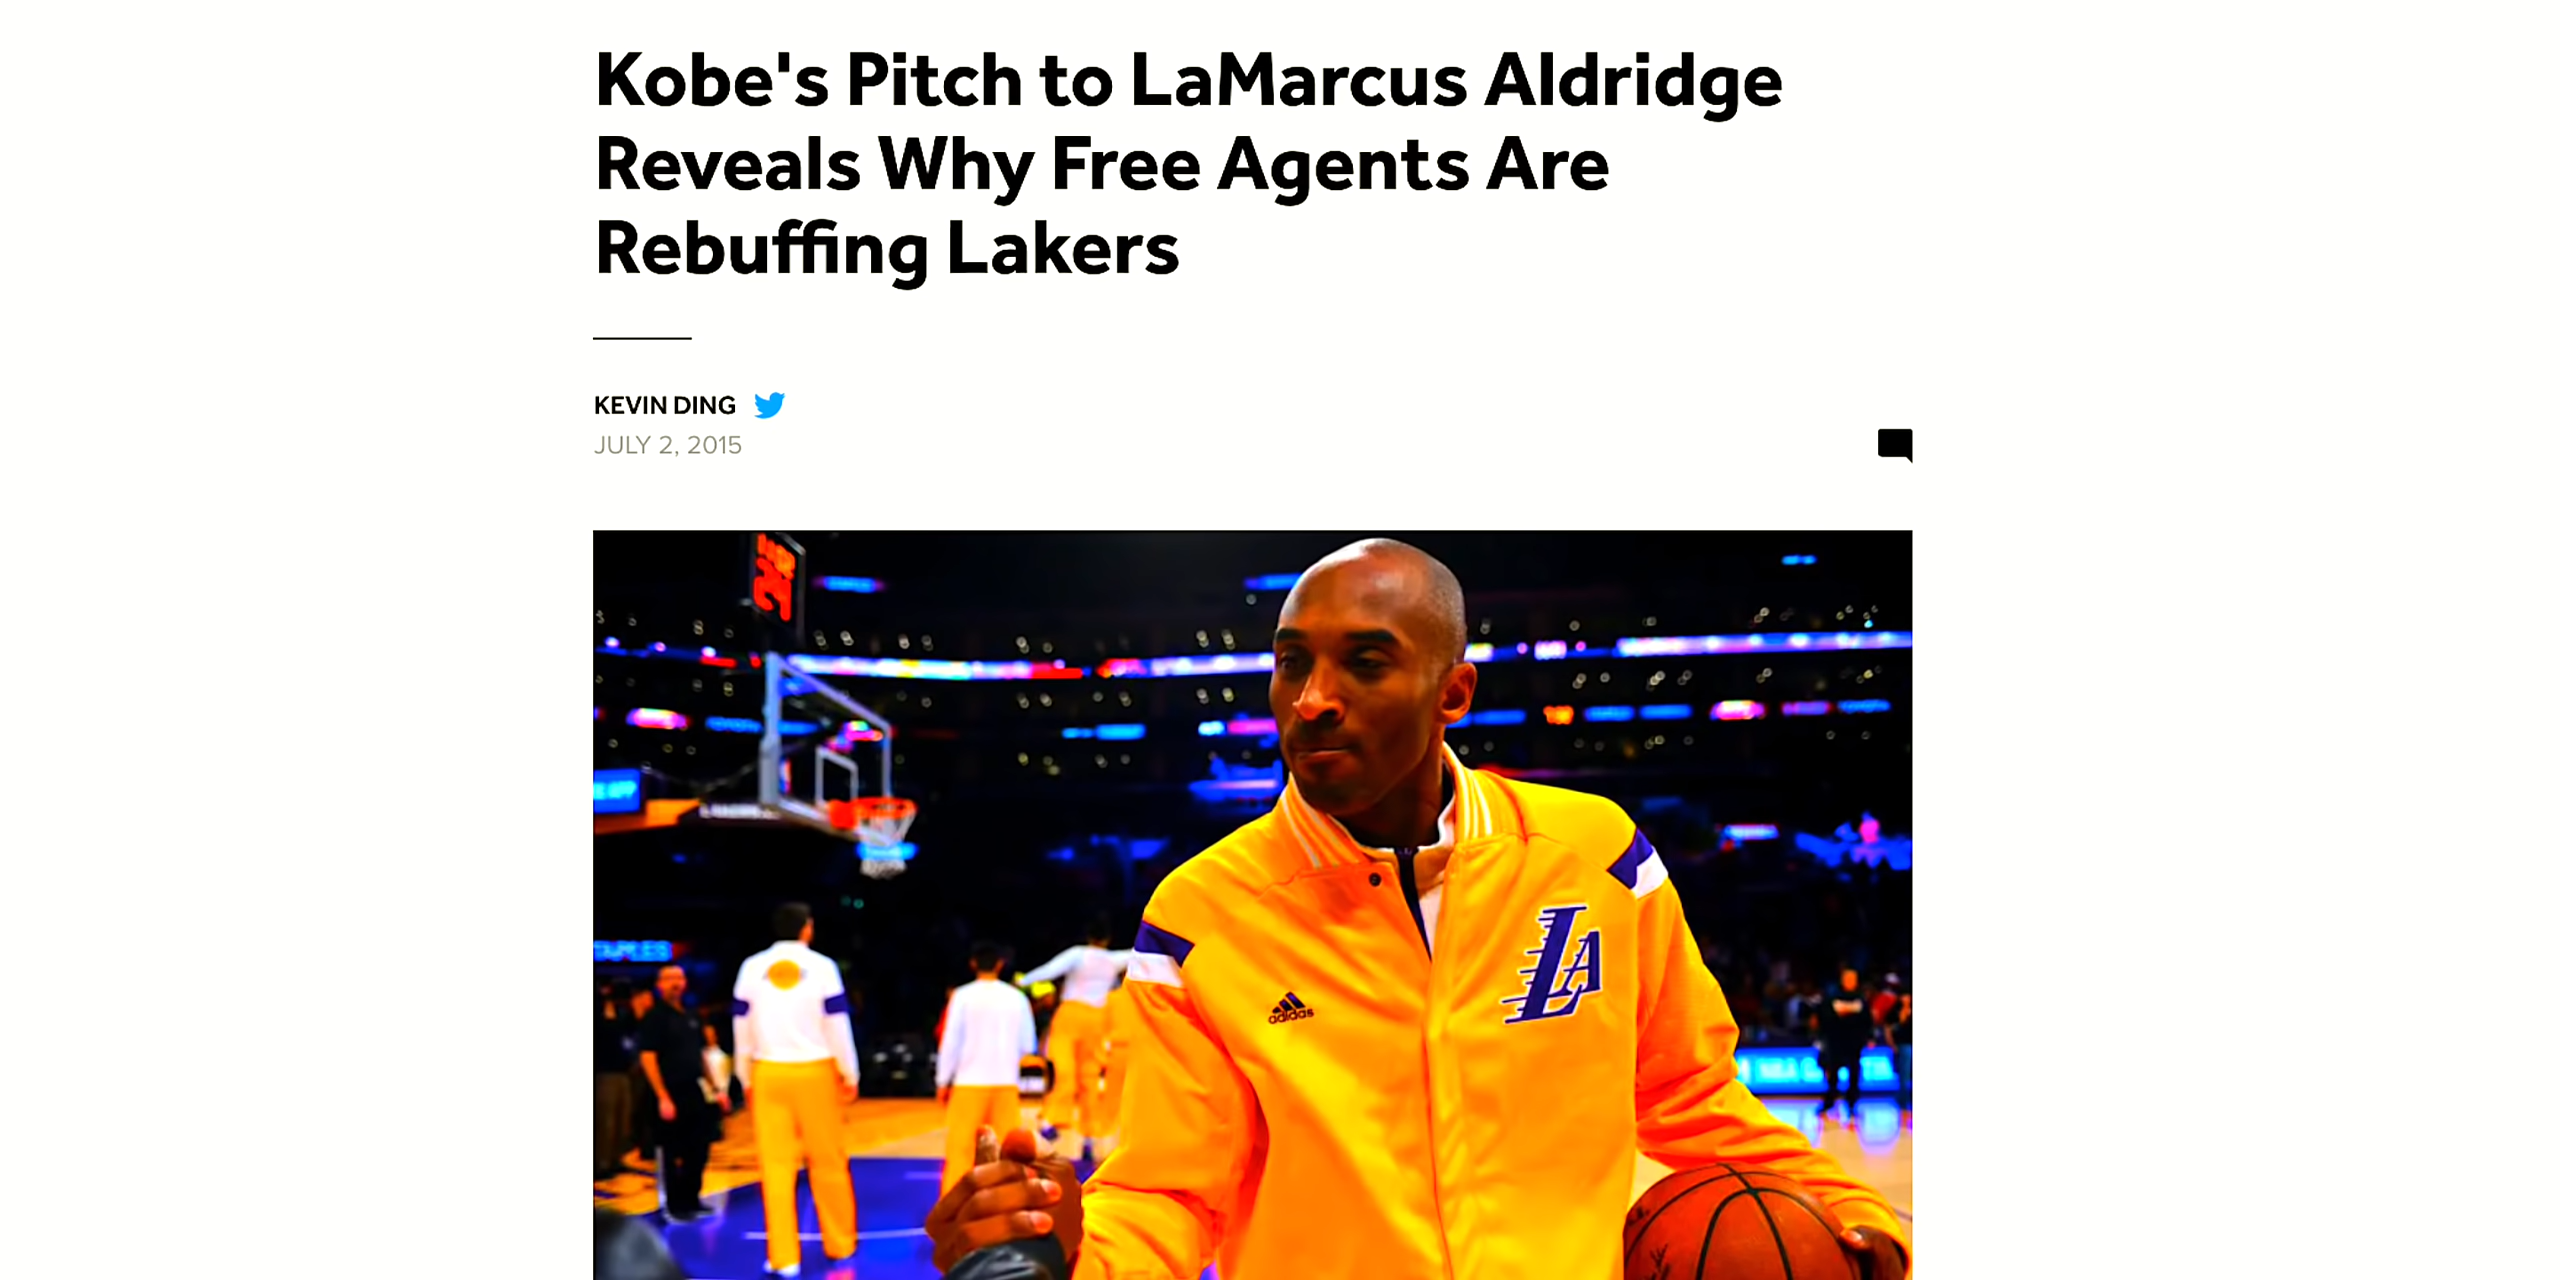 Kobe's Pitch to LaMarcus Aldridge
Reveals Why Free Agents Are
Rebuffing Lakers
KEVIN DING
JULY 2, 2015
STAPLES
LA
adidas